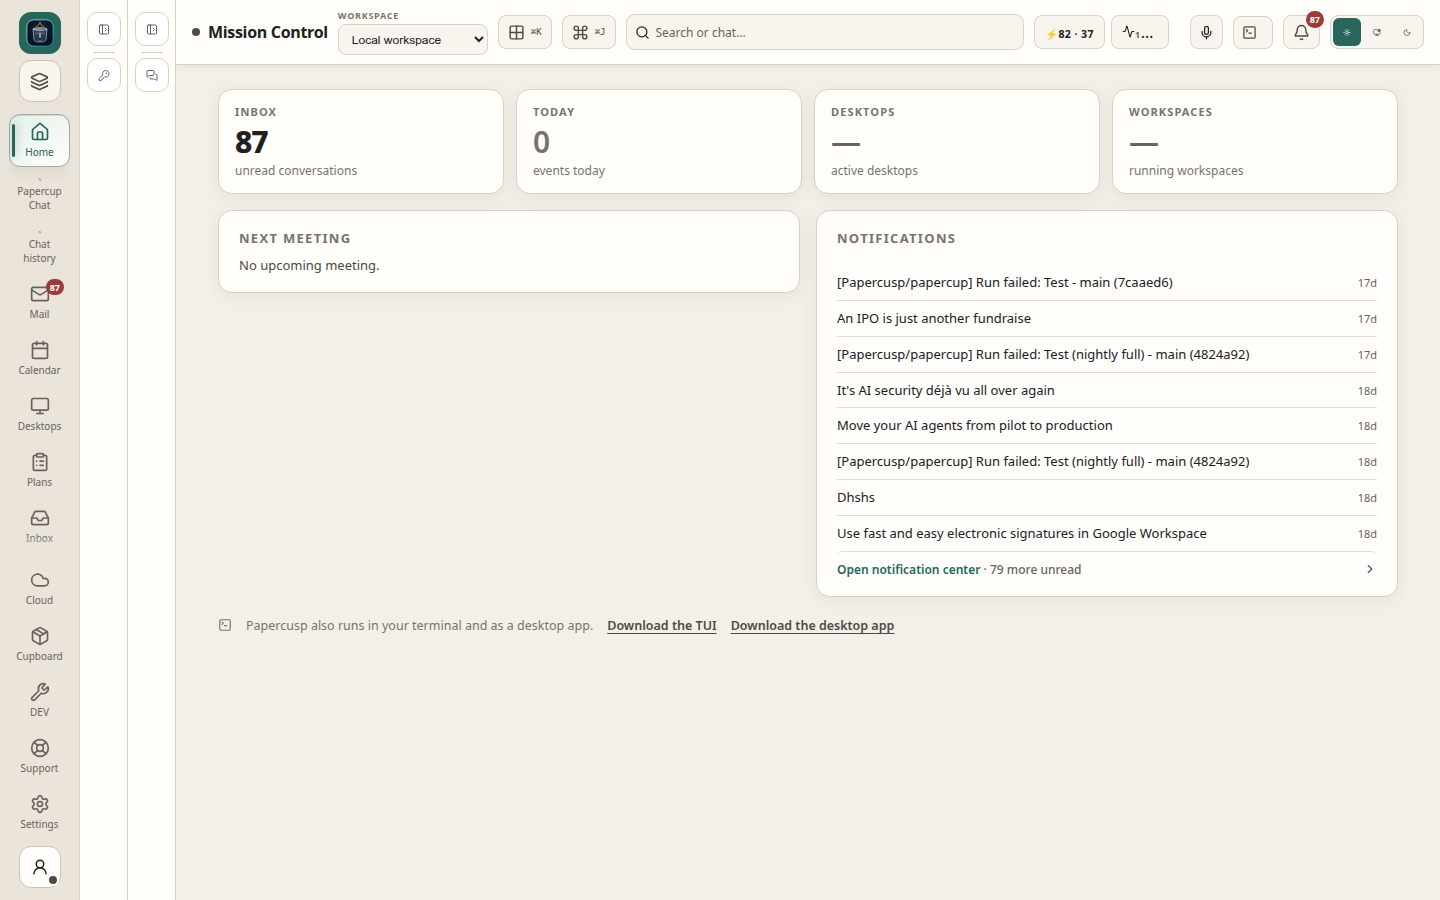 Mission Control
WORKSPACE
Local workspace
⌘K
⌘J
Search or chat...
⚡82 · 37
1...
87
Home
Papercup
Chat
Chat
history
87
Mail
Calendar
Desktops
Plans
Inbox
Cloud
Cupboard
DEV
Support
Settings
INBOX
87
unread conversations
TODAY
0
events today
DESKTOPS
—
active desktops
WORKSPACES
—
running workspaces
NEXT MEETING
No upcoming meeting.
NOTIFICATIONS
[Papercusp/papercup] Run failed: Test - main (7caaed6) 17d
An IPO is just another fundraise 17d
[Papercusp/papercup] Run failed: Test (nightly full) - main (4824a92) 17d
It's AI security déjà vu all over again 18d
Move your AI agents from pilot to production 18d
[Papercusp/papercup] Run failed: Test (nightly full) - main (4824a92) 18d
Dhshs 18d
Use fast and easy electronic signatures in Google Workspace 18d
Open notification center · 79 more unread
Papercusp also runs in your terminal and as a desktop app. Download the TUI Download the desktop app